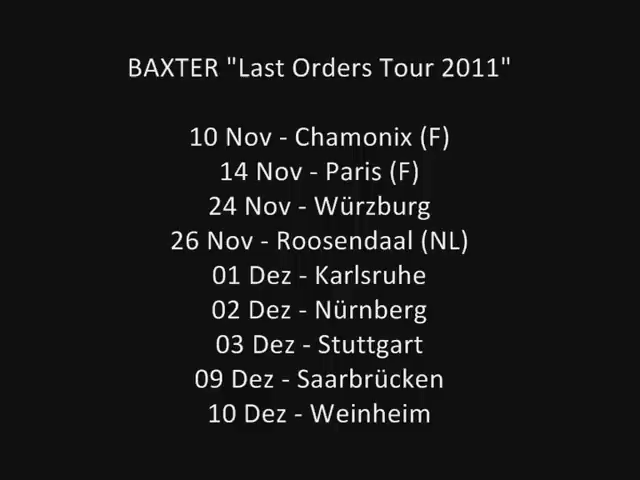 BAXTER "Last Orders Tour 2011"
10 Nov - Chamonix (F)
14 Nov - Paris (F)
24 Nov - Würzburg
26 Nov - Roosendaal (NL)
01 Dez - Karlsruhe
02 Dez - Nürnberg
03 Dez - Stuttgart
09 Dez - Saarbrücken
10 Dez - Weinheim